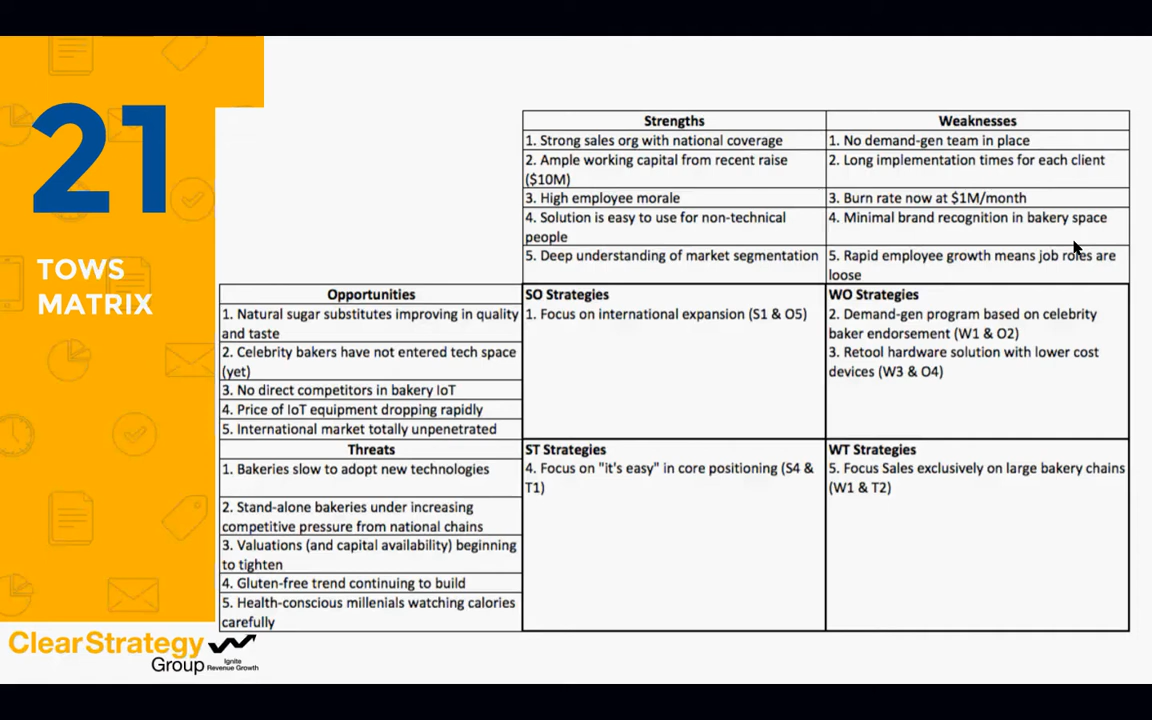 21
TOWS
MATRIX
Strengths
Weaknesses
1. Strong sales org with national coverage
1. No demand-gen team in place
2. Ample working capital from recent raise
($10M)
2. Long implementation times for each client
3. High employee morale
3. Burn rate now at $1M/month
4. Solution is easy to use for non-technical
people
4. Minimal brand recognition in bakery space
5. Deep understanding of market segmentation
5. Rapid employee growth means job roles are
loose
Opportunities
1. Natural sugar substitutes improving in quality
and taste
2. Celebrity bakers have not entered tech space
(yet)
3. No direct competitors in bakery IoT
4. Price of IoT equipment dropping rapidly
5. International market totally unpenetrated
SO Strategies
1. Focus on international expansion (S1 & O5)
WO Strategies
2. Demand-gen program based on celebrity
baker endorsement (W1 & O2)
3. Retool hardware solution with lower cost
devices (W3 & O4)
Threats
1. Bakeries slow to adopt new technologies
2. Stand-alone bakeries under increasing
competitive pressure from national chains
3. Valuations (and capital availability) beginning
to tighten
4. Gluten-free trend continuing to build
5. Health-conscious millenials watching calories
carefully
ST Strategies
4. Focus on "it's easy" in core positioning (S4 &
T1)
WT Strategies
5. Focus Sales exclusively on large bakery chains
(W1 & T2)
ClearStrategy
Group
Ignite
Revenue Growth